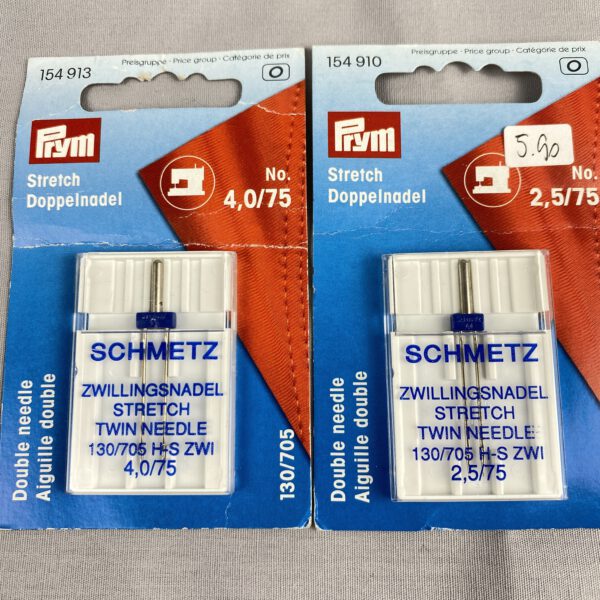 Preisgruppe · Price group · Catégorie de prix
154 913
O
Prym
Stretch
Doppelnadel
No.
4,0/75
SCHMETZ
ZWILLINGSNADEL
STRETCH
TWIN NEEDLE
130/705 H-S ZWI
4,0/75
Double needle
Aiguille double
130/705
Preisgruppe · Price group · Catégorie de prix
154 910
O
Prym
5.90
Stretch
Doppelnadel
No.
2,5/75
SCHMETZ
ZWILLINGSNADEL
STRETCH
TWIN NEEDLE
130/705 H-S ZWI
2,5/75
Double needle
Aiguille double